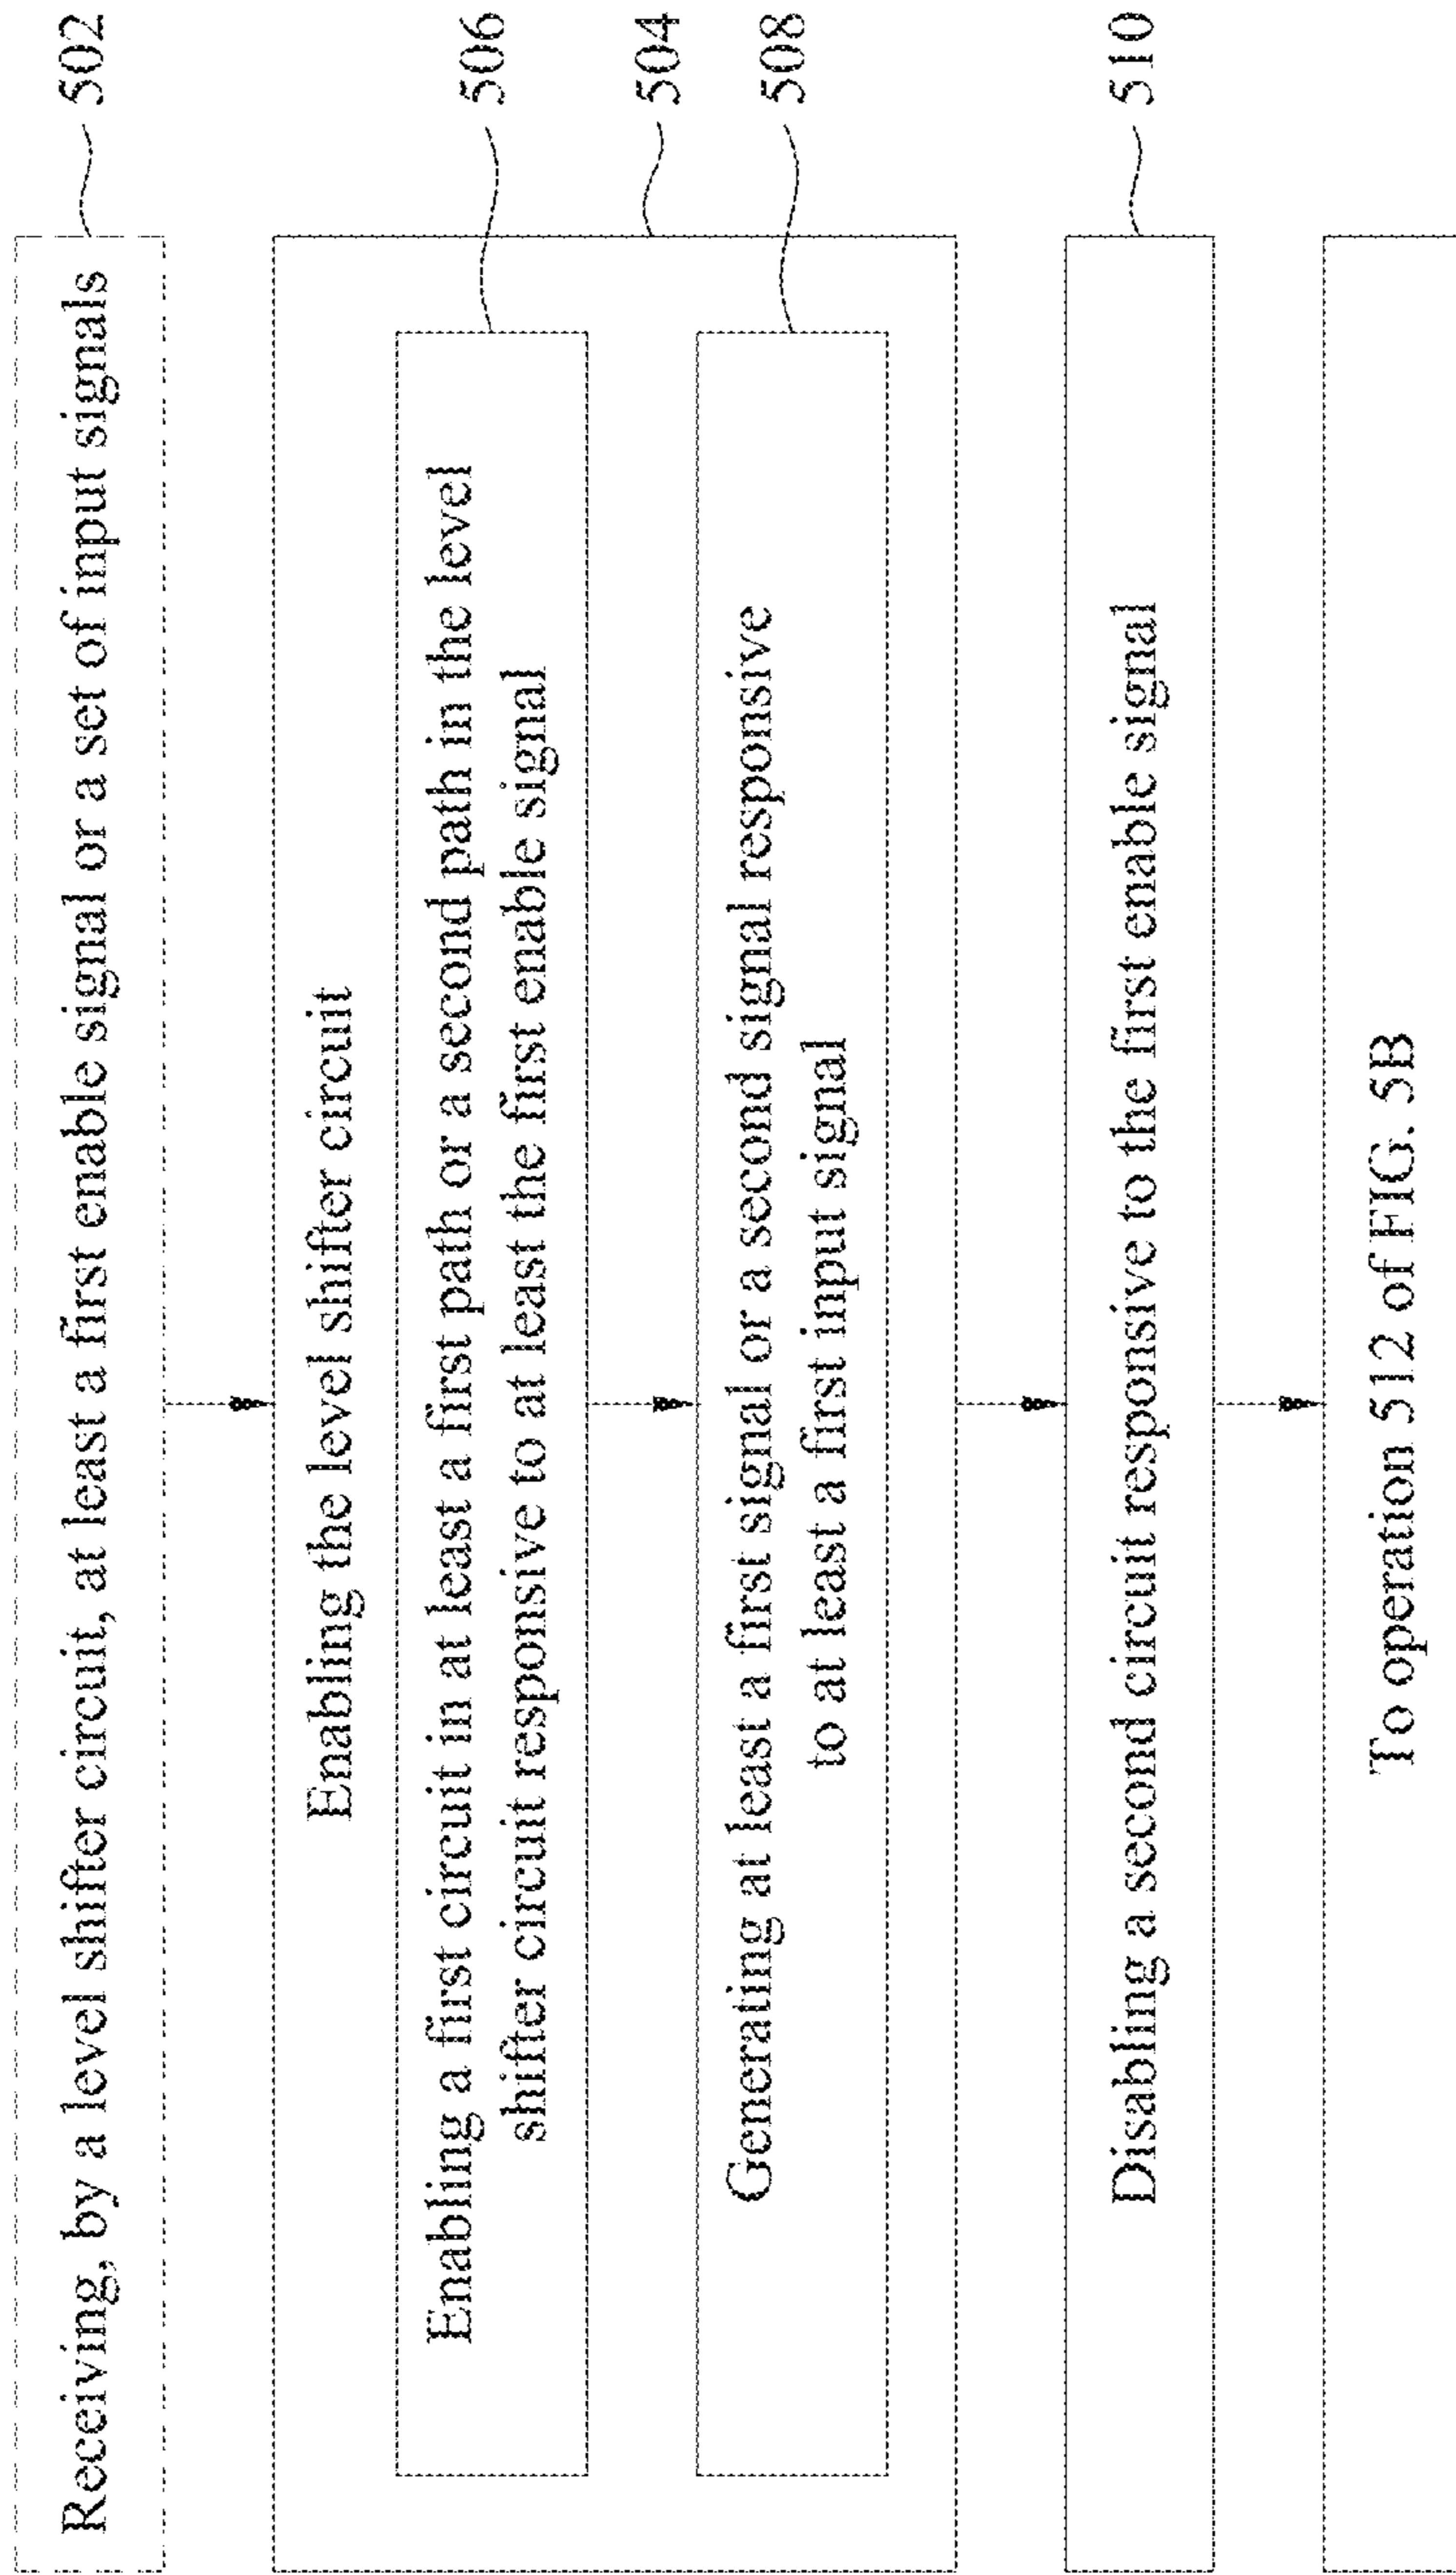 Receiving, by a level shifter circuit, at least a first enable signal or a set of input signals
502
Enabling the level shifter circuit
504
Enabling a first circuit in at least a first path or a second path in the level
shifter circuit responsive to at least the first enable signal
506
Generating at least a first signal or a second signal responsive
to at least a first input signal
508
Disabling a second circuit responsive to the first enable signal
510
To operation 512 of FIG. 5B